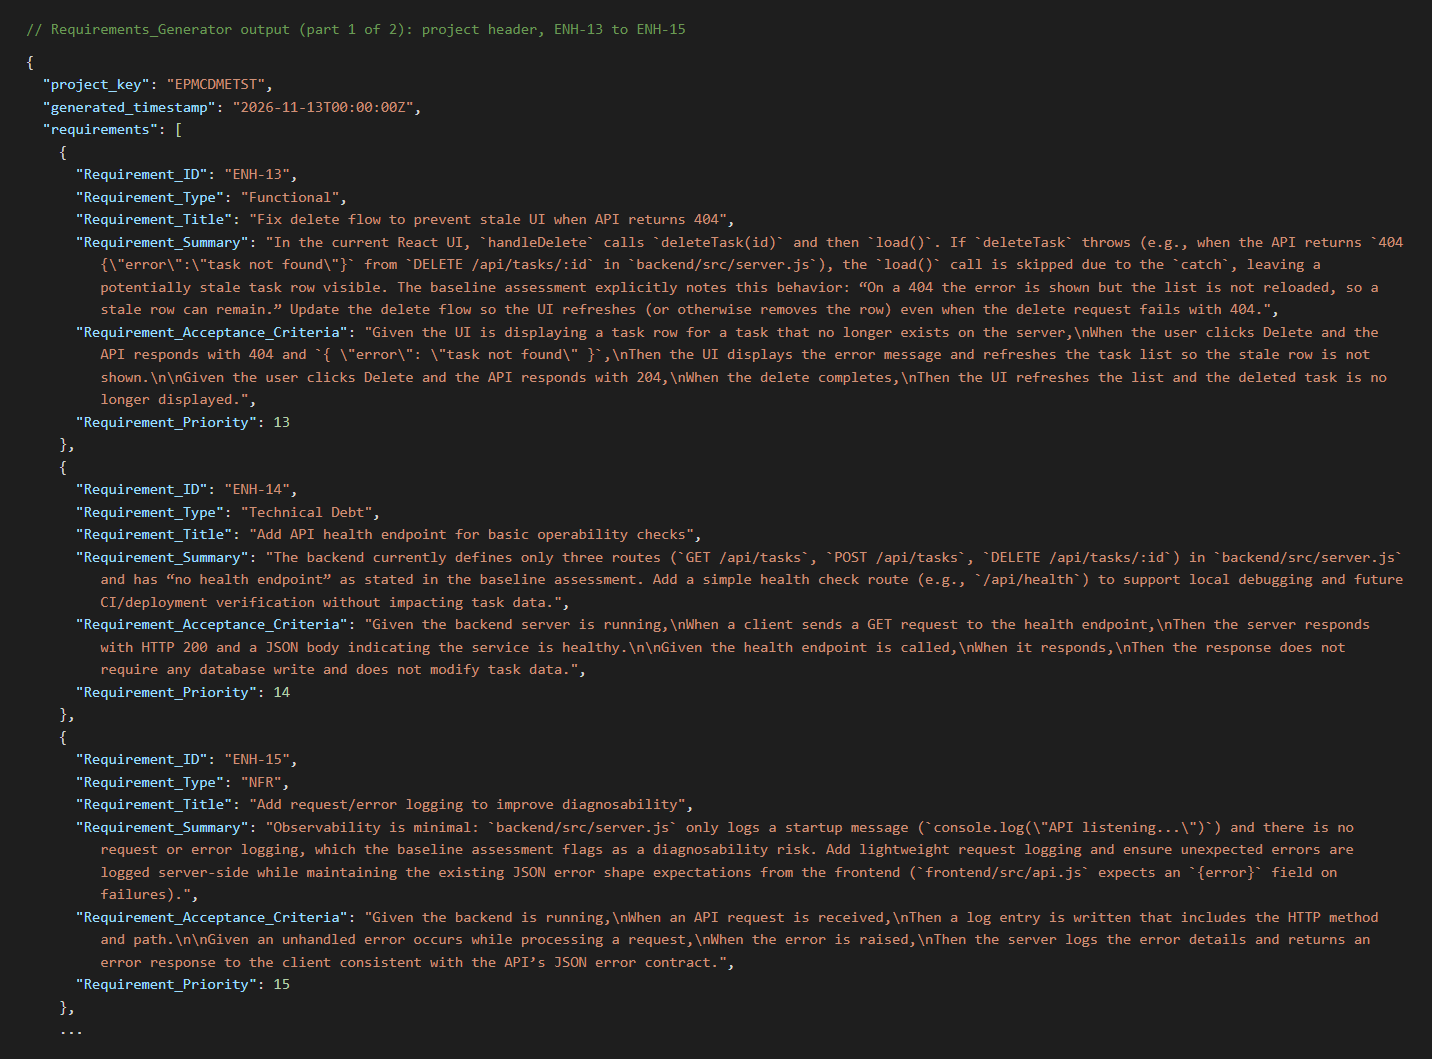 // Requirements_Generator output (part 1 of 2): project header, ENH-13 to ENH-15
{
"project_key": "EPMCDMETST",
"generated_timestamp": "2026-11-13T00:00:00Z",
"requirements": [
{
"Requirement_ID": "ENH-13",
"Requirement_Type": "Functional",
"Requirement_Title": "Fix delete flow to prevent stale UI when API returns 404",
"Requirement_Summary": "In the current React UI, `handleDelete` calls `deleteTask(id)` and then `load()`. If `deleteTask` throws (e.g., when the API returns `404
{\"error\":\"task not found\"}` from `DELETE /api/tasks/:id` in `backend/src/server.js`), the `load()` call is skipped due to the `catch`, leaving a
potentially stale task row visible. The baseline assessment explicitly notes this behavior: “On a 404 the error is shown but the list is not reloaded, so a
stale row can remain.” Update the delete flow so the UI refreshes (or otherwise removes the row) even when the delete request fails with 404.",
"Requirement_Acceptance_Criteria": "Given the UI is displaying a task row for a task that no longer exists on the server,\nWhen the user clicks Delete and the
API responds with 404 and `{ \"error\": \"task not found\" }`,\nThen the UI displays the error message and refreshes the task list so the stale row is not
shown.\n\nGiven the user clicks Delete and the API responds with 204,\nWhen the delete completes,\nThen the UI refreshes the list and the deleted task is no
longer displayed.",
"Requirement_Priority": 13
},
{
"Requirement_ID": "ENH-14",
"Requirement_Type": "Technical Debt",
"Requirement_Title": "Add API health endpoint for basic operability checks",
"Requirement_Summary": "The backend currently defines only three routes (`GET /api/tasks`, `POST /api/tasks`, `DELETE /api/tasks/:id`) in `backend/src/server.js`
and has “no health endpoint” as stated in the baseline assessment. Add a simple health check route (e.g., `/api/health`) to support local debugging and future
CI/deployment verification without impacting task data.",
"Requirement_Acceptance_Criteria": "Given the backend server is running,\nWhen a client sends a GET request to the health endpoint,\nThen the server responds
with HTTP 200 and a JSON body indicating the service is healthy.\n\nGiven the health endpoint is called,\nWhen it responds,\nThen the response does not
require any database write and does not modify task data.",
"Requirement_Priority": 14
},
{
"Requirement_ID": "ENH-15",
"Requirement_Type": "NFR",
"Requirement_Title": "Add request/error logging to improve diagnosability",
"Requirement_Summary": "Observability is minimal: `backend/src/server.js` only logs a startup message (`console.log(\"API listening...\")`) and there is no
request or error logging, which the baseline assessment flags as a diagnosability risk. Add lightweight request logging and ensure unexpected errors are
logged server-side while maintaining the existing JSON error shape expectations from the frontend (`frontend/src/api.js` expects an `{error}` field on
failures).",
"Requirement_Acceptance_Criteria": "Given the backend is running,\nWhen an API request is received,\nThen a log entry is written that includes the HTTP method
and path.\n\nGiven an unhandled error occurs while processing a request,\nWhen the error is raised,\nThen the server logs the error details and returns an
error response to the client consistent with the API’s JSON error contract.",
"Requirement_Priority": 15
},
...